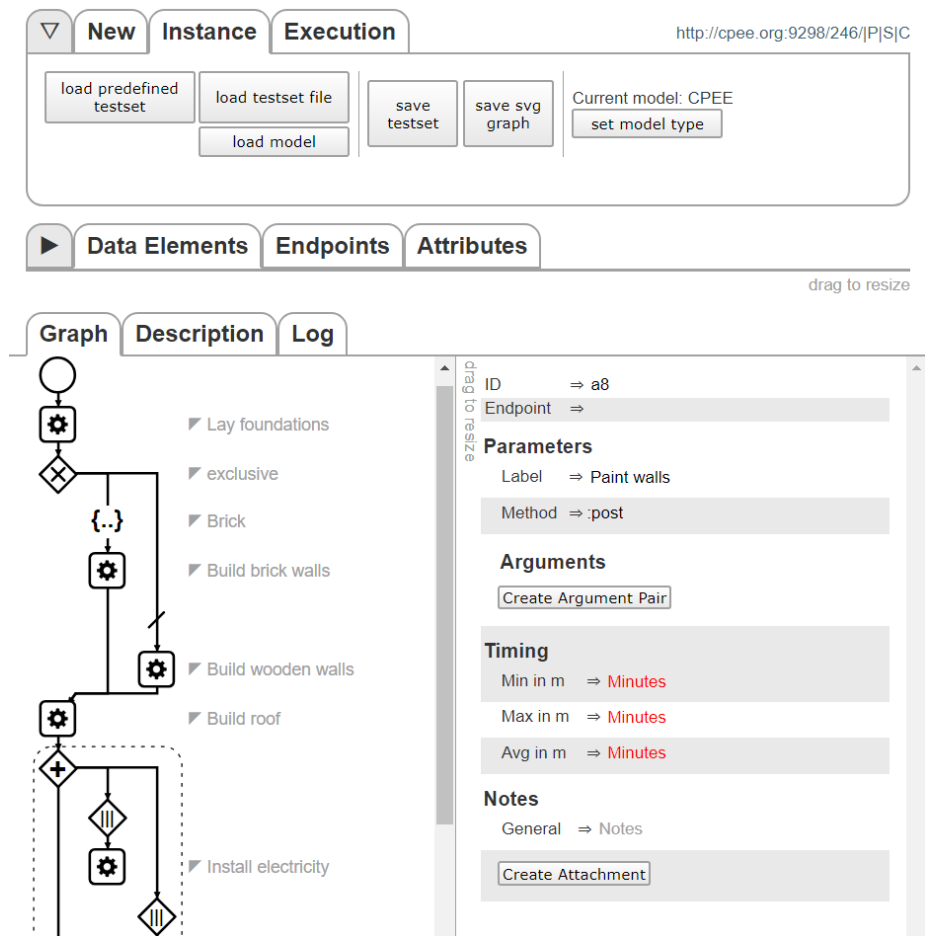 ▽ New Instance Execution http://cpee.org:9298/246/|P|S|C
load predefined
testset
load testset file
load model
save
testset
save svg
graph
Current model: CPEE
set model type
▶ Data Elements Endpoints Attributes
drag to resize
Graph Description Log
Lay foundations
exclusive
{..} Brick
Build brick walls
Build wooden walls
Build roof
Install electricity
drag to resize
ID ⇒ a8
Endpoint ⇒
Parameters
Label ⇒ Paint walls
Method ⇒ :post
Arguments
Create Argument Pair
Timing
Min in m ⇒ Minutes
Max in m ⇒ Minutes
Avg in m ⇒ Minutes
Notes
General ⇒ Notes
Create Attachment